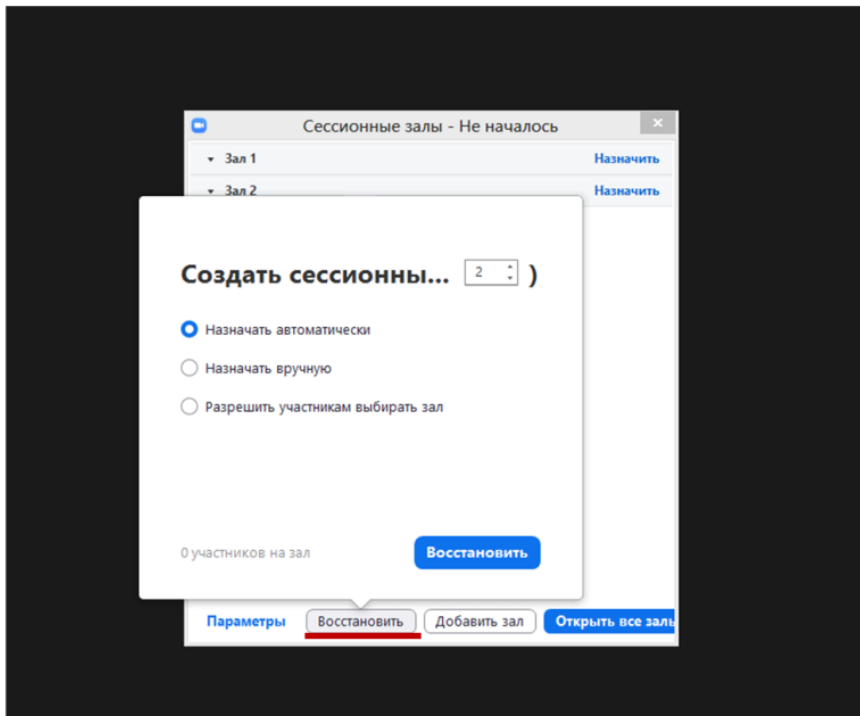 Сессионные залы - Не началось
Зал 1 Назначить
Зал 2 Назначить
Создать сессионны... 2 )
Назначать автоматически
Назначать вручную
Разрешить участникам выбирать зал
0 участников на зал Восстановить
Параметры Восстановить Добавить зал Открыть все залы